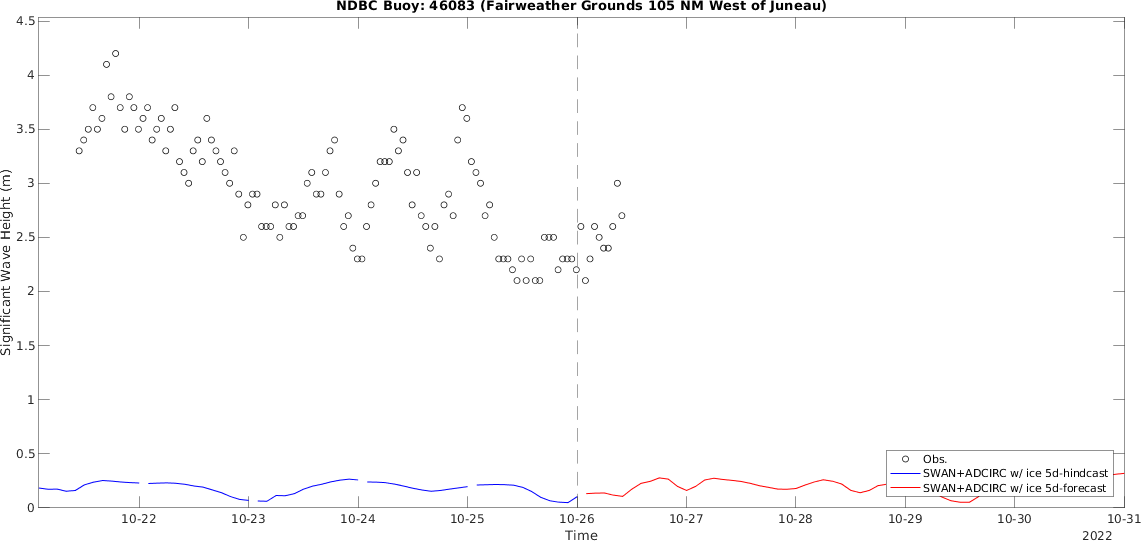 NDBC Buoy: 46083 (Fairweather Grounds 105 NM West of Juneau)
Significant Wave Height (m)
4.5
4
3.5
3
2.5
2
1.5
1
0.5
0
Obs.
SWAN+ADCIRC w/ ice 5d-hindcast
SWAN+ADCIRC w/ ice 5d-forecast
10-22 10-23 10-24 10-25 10-26 10-27 10-28 10-29 10-30 10-31
Time
2022